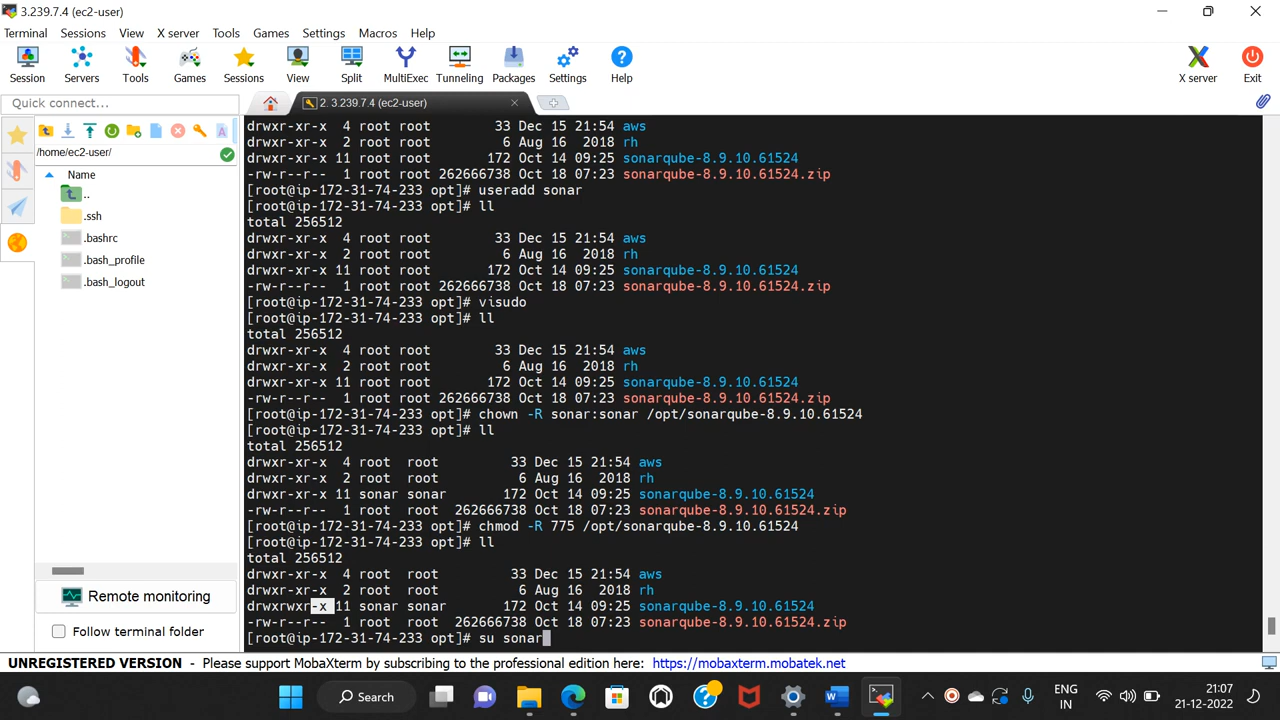 3.239.7.4 (ec2-user)
Terminal Sessions View X server Tools Games Settings Macros Help
Session Servers Tools Games Sessions View Split MultiExec Tunneling Packages Settings Help X server Exit
Quick connect...
2. 3.239.7.4 (ec2-user)
/home/ec2-user/
Name
..
.ssh
.bashrc
.bash_profile
.bash_logout
Remote monitoring
Follow terminal folder
drwxr-xr-x 4 root root 33 Dec 15 21:54 aws
drwxr-xr-x 2 root root 6 Aug 16 2018 rh
drwxr-xr-x 11 root root 172 Oct 14 09:25 sonarqube-8.9.10.61524
-rw-r--r-- 1 root root 262666738 Oct 18 07:23 sonarqube-8.9.10.61524.zip
[root@ip-172-31-74-233 opt]# useradd sonar
[root@ip-172-31-74-233 opt]# ll
total 256512
drwxr-xr-x 4 root root 33 Dec 15 21:54 aws
drwxr-xr-x 2 root root 6 Aug 16 2018 rh
drwxr-xr-x 11 root root 172 Oct 14 09:25 sonarqube-8.9.10.61524
-rw-r--r-- 1 root root 262666738 Oct 18 07:23 sonarqube-8.9.10.61524.zip
[root@ip-172-31-74-233 opt]# visudo
[root@ip-172-31-74-233 opt]# ll
total 256512
drwxr-xr-x 4 root root 33 Dec 15 21:54 aws
drwxr-xr-x 2 root root 6 Aug 16 2018 rh
drwxr-xr-x 11 root root 172 Oct 14 09:25 sonarqube-8.9.10.61524
-rw-r--r-- 1 root root 262666738 Oct 18 07:23 sonarqube-8.9.10.61524.zip
[root@ip-172-31-74-233 opt]# chown -R sonar:sonar /opt/sonarqube-8.9.10.61524
[root@ip-172-31-74-233 opt]# ll
total 256512
drwxr-xr-x 4 root root 33 Dec 15 21:54 aws
drwxr-xr-x 2 root root 6 Aug 16 2018 rh
drwxr-xr-x 11 sonar sonar 172 Oct 14 09:25 sonarqube-8.9.10.61524
-rw-r--r-- 1 root root 262666738 Oct 18 07:23 sonarqube-8.9.10.61524.zip
[root@ip-172-31-74-233 opt]# chmod -R 775 /opt/sonarqube-8.9.10.61524
[root@ip-172-31-74-233 opt]# ll
total 256512
drwxr-xr-x 4 root root 33 Dec 15 21:54 aws
drwxr-xr-x 2 root root 6 Aug 16 2018 rh
drwxrwxr-x 11 sonar sonar 172 Oct 14 09:25 sonarqube-8.9.10.61524
-rw-r--r-- 1 root root 262666738 Oct 18 07:23 sonarqube-8.9.10.61524.zip
[root@ip-172-31-74-233 opt]# su sonar
UNREGISTERED VERSION - Please support MobaXterm by subscribing to the professional edition here: https://mobaxterm.mobatek.net
Search
ENG
IN
21:07
21-12-2022